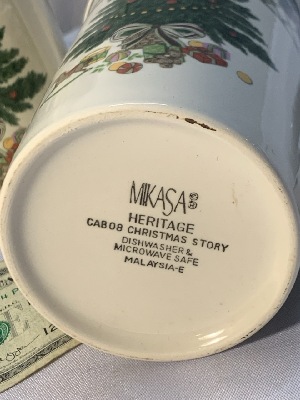 MIKASA®
HERITAGE
CAB08 CHRISTMAS STORY
DISHWASHER &
MICROWAVE SAFE
MALAYSIA-E